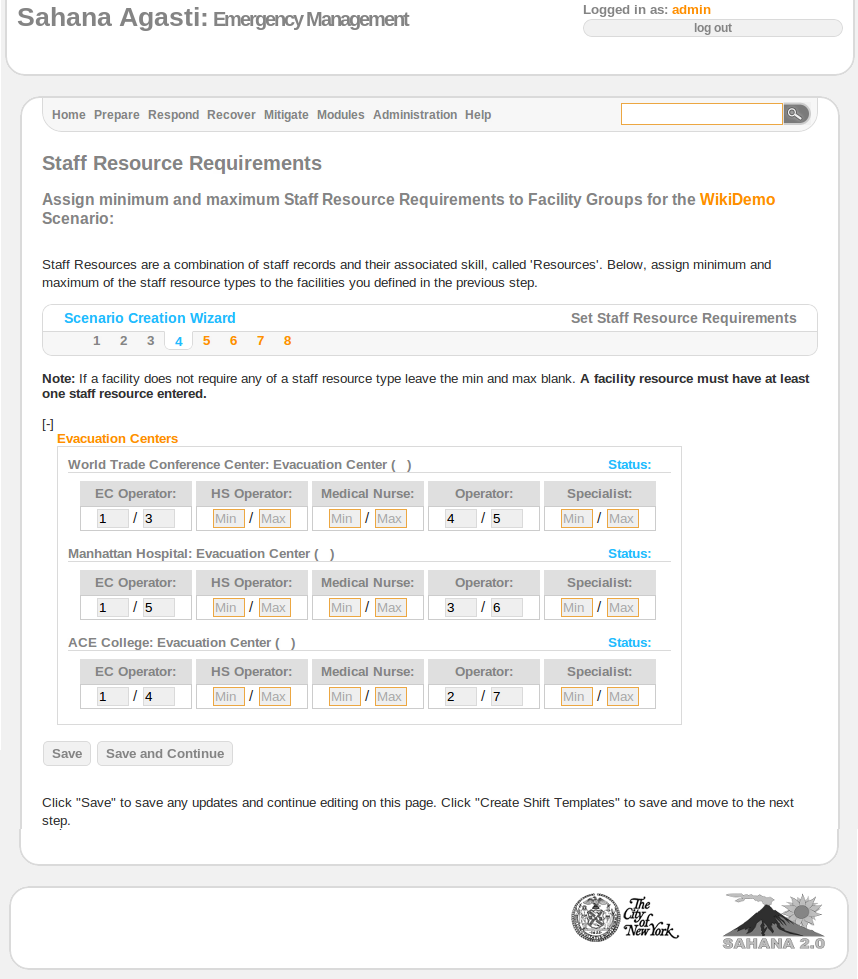 Sahana Agasti: Emergency Management
Logged in as: admin
log out
Home Prepare Respond Recover Mitigate Modules Administration Help
Staff Resource Requirements
Assign minimum and maximum Staff Resource Requirements to Facility Groups for the WikiDemo
Scenario:
Staff Resources are a combination of staff records and their associated skill, called 'Resources'. Below, assign minimum and
maximum of the staff resource types to the facilities you defined in the previous step.
Scenario Creation Wizard Set Staff Resource Requirements
1 2 3 4 5 6 7 8
Note: If a facility does not require any of a staff resource type leave the min and max blank. A facility resource must have at least
one staff resource entered.
[-]
Evacuation Centers
World Trade Conference Center: Evacuation Center ( ) Status:
EC Operator: HS Operator: Medical Nurse: Operator: Specialist:
1 / 3 Min / Max Min / Max 4 / 5 Min / Max
Manhattan Hospital: Evacuation Center ( ) Status:
EC Operator: HS Operator: Medical Nurse: Operator: Specialist:
1 / 5 Min / Max Min / Max 3 / 6 Min / Max
ACE College: Evacuation Center ( ) Status:
EC Operator: HS Operator: Medical Nurse: Operator: Specialist:
1 / 4 Min / Max Min / Max 2 / 7 Min / Max
Save Save and Continue
Click "Save" to save any updates and continue editing on this page. Click "Create Shift Templates" to save and move to the next
step.
The
City
of
New York
SAHANA 2.0